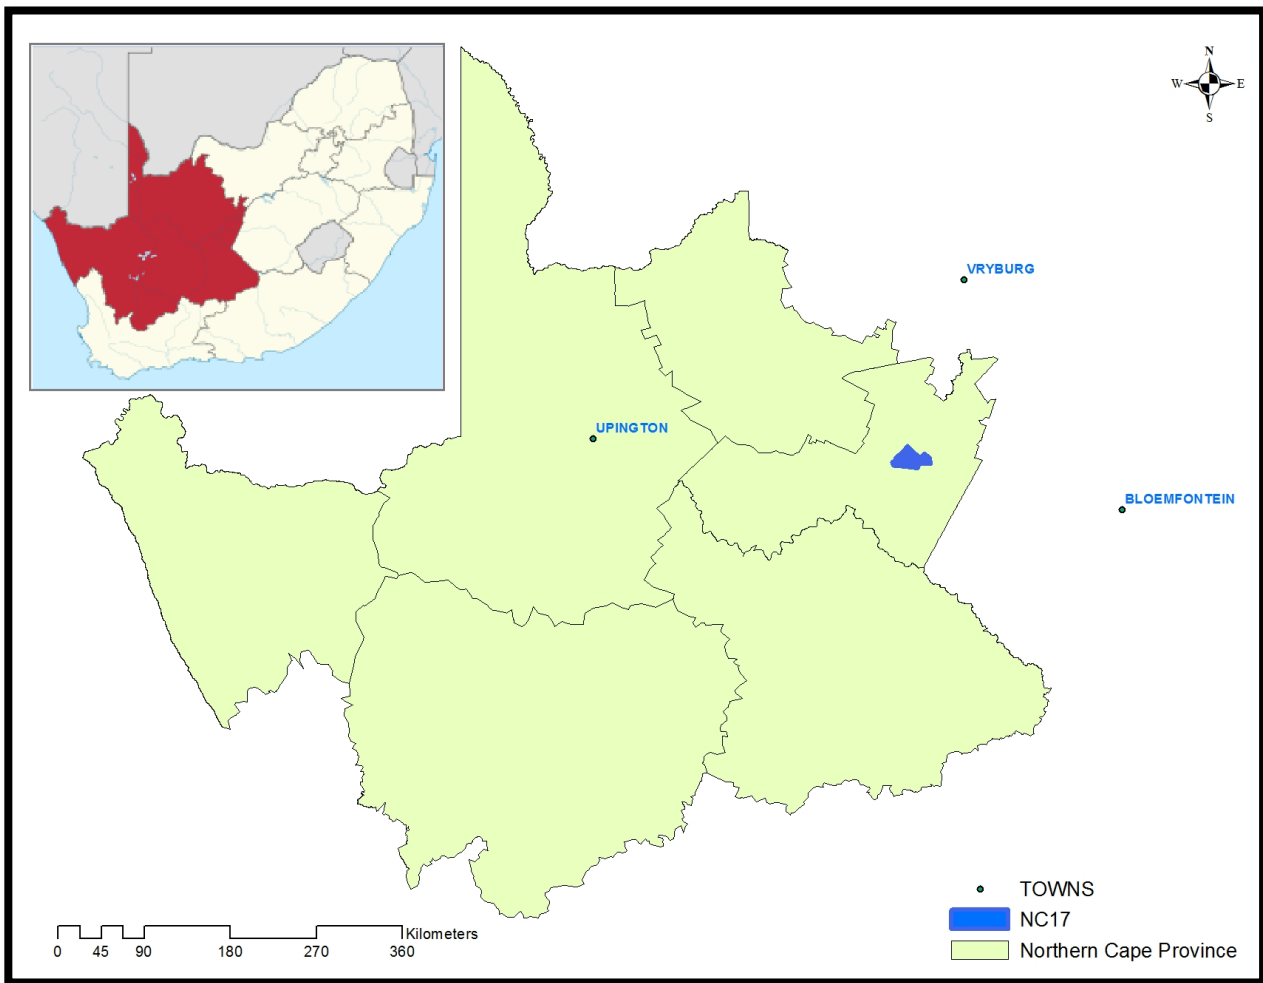 N
W E
S
VRYBURG
UPINGTON
BLOEMFONTEIN
TOWNS
NC17
Northern Cape Province
Kilometers
0 45 90 180 270 360